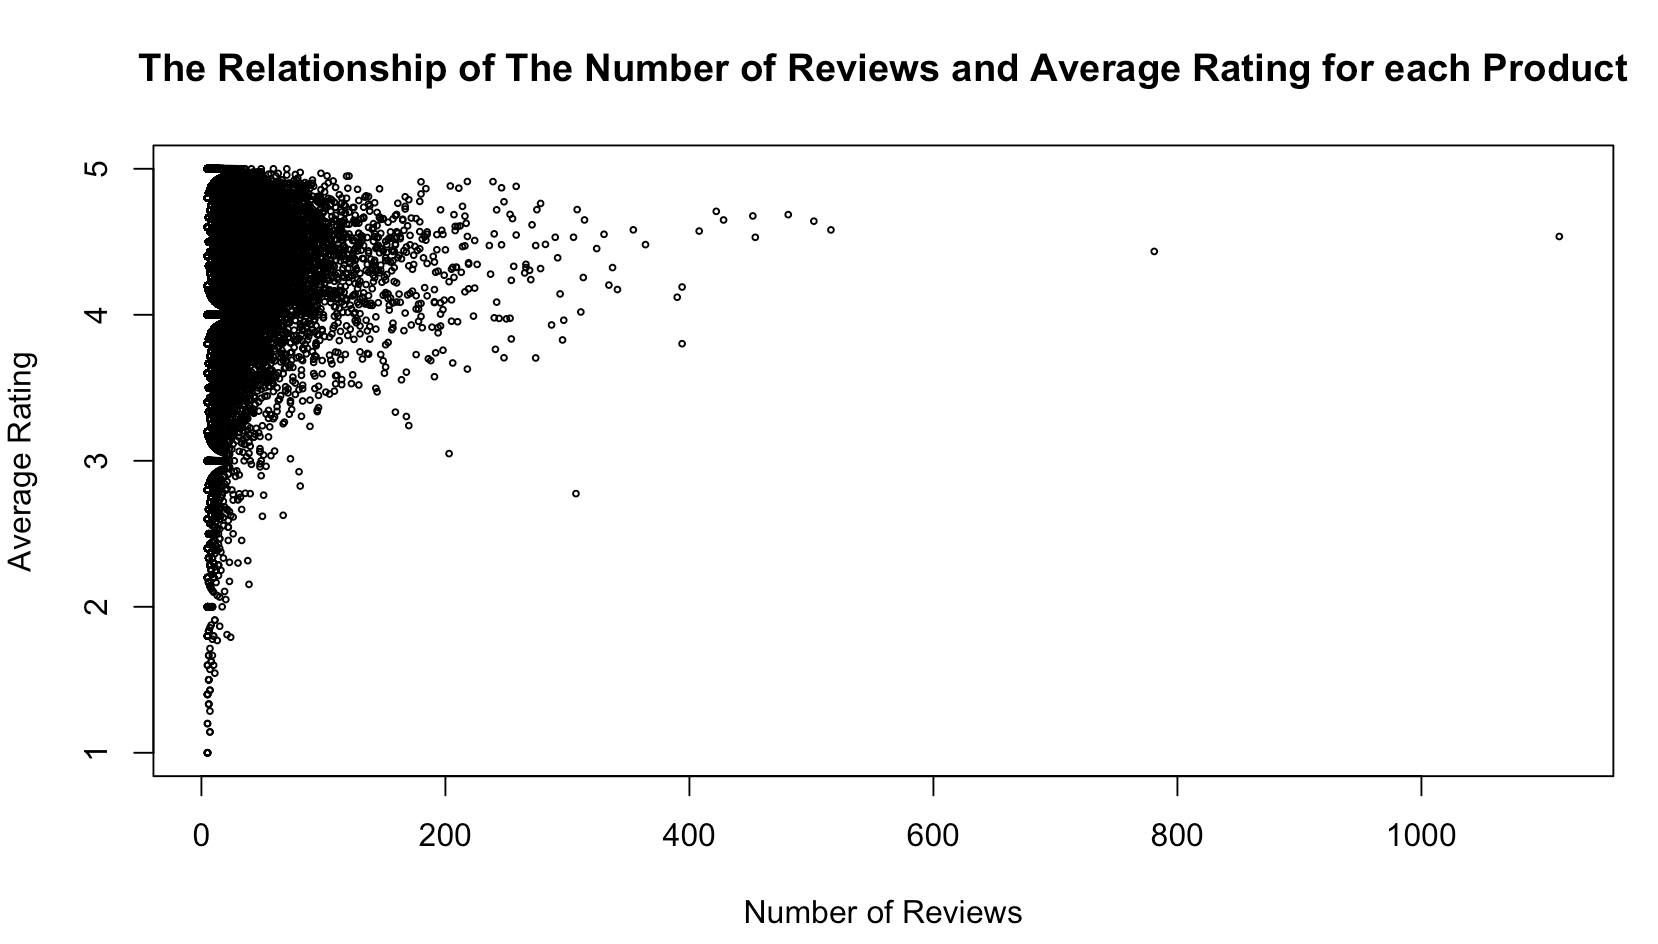 The Relationship of The Number of Reviews and Average Rating for each Product
Average Rating
5
4
3
2
1
0 200 400 600 800 1000
Number of Reviews